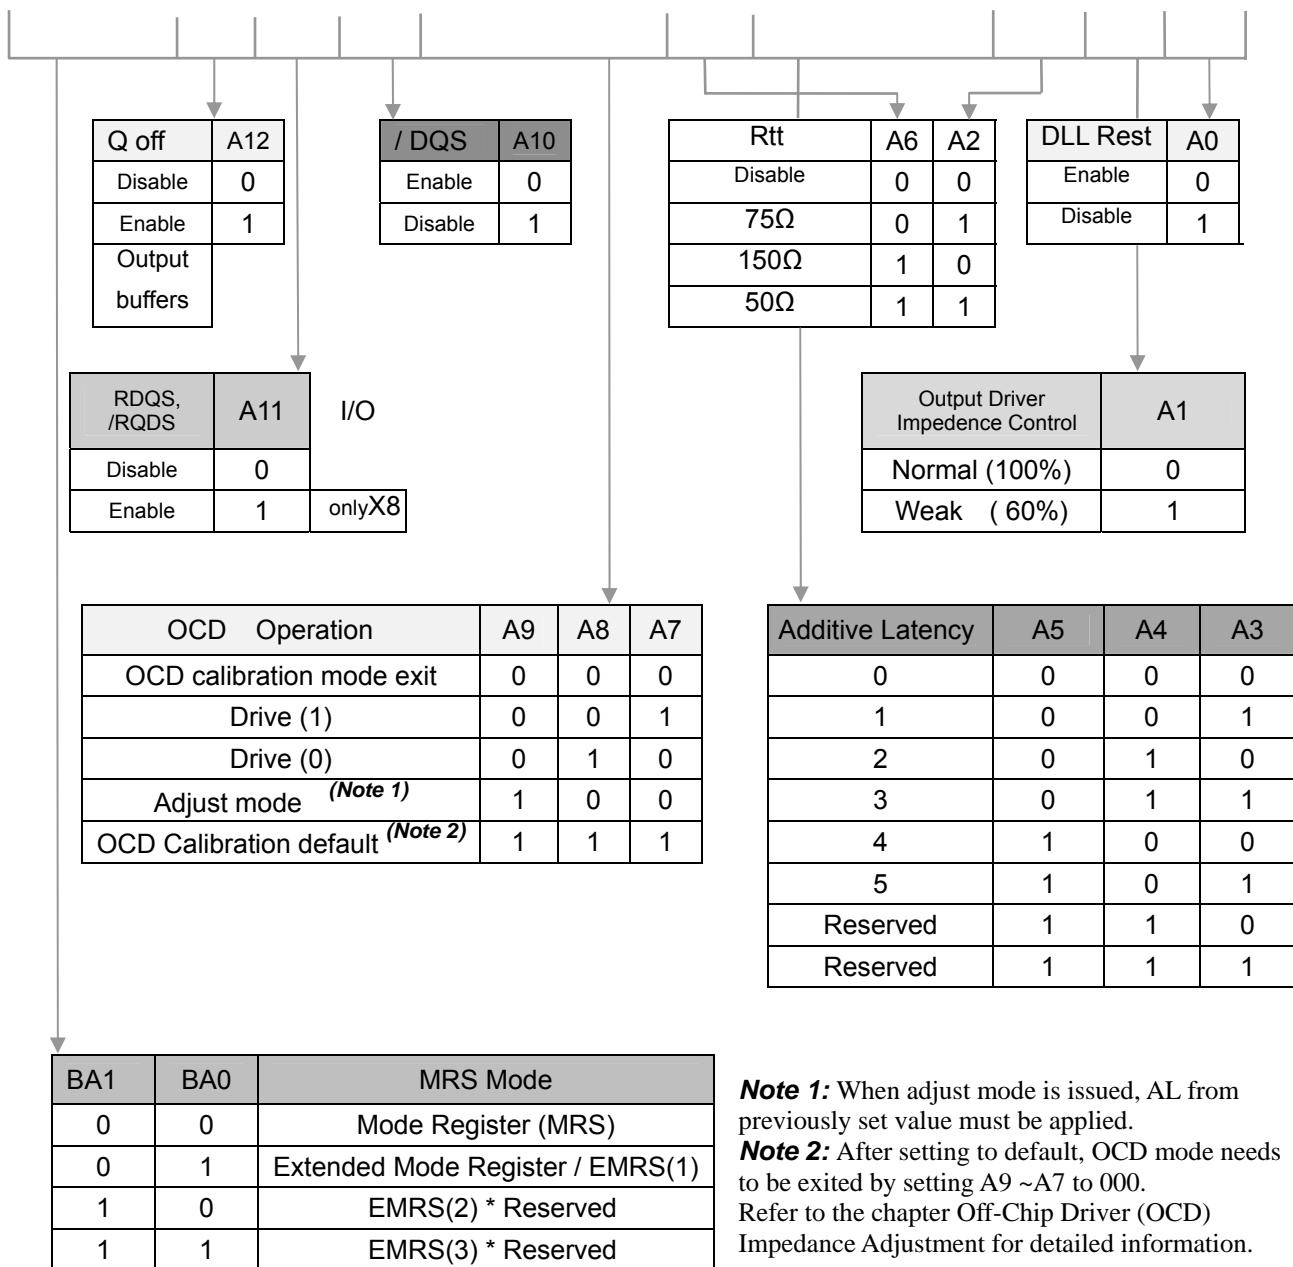 Q off A12
Disable 0
Enable 1
Output
buffers
/ DQS A10
Enable 0
Disable 1
Rtt A6 A2
Disable 0 0
75Ω 0 1
150Ω 1 0
50Ω 1 1
DLL Rest A0
Enable 0
Disable 1
RDQS,
/RQDS A11 I/O
Disable 0
Enable 1 onlyX8
Output Driver
Impedence Control A1
Normal (100%) 0
Weak ( 60%) 1
OCD Operation A9 A8 A7
OCD calibration mode exit 0 0 0
Drive (1) 0 0 1
Drive (0) 0 1 0
Adjust mode (Note 1) 1 0 0
OCD Calibration default (Note 2) 1 1 1
Additive Latency A5 A4 A3
0 0 0 0
1 0 0 1
2 0 1 0
3 0 1 1
4 1 0 0
5 1 0 1
Reserved 1 1 0
Reserved 1 1 1
BA1 BA0 MRS Mode
0 0 Mode Register (MRS)
0 1 Extended Mode Register / EMRS(1)
1 0 EMRS(2) * Reserved
1 1 EMRS(3) * Reserved
Note 1: When adjust mode is issued, AL from
previously set value must be applied.
Note 2: After setting to default, OCD mode needs
to be exited by setting A9 ~A7 to 000.
Refer to the chapter Off-Chip Driver (OCD)
Impedance Adjustment for detailed information.